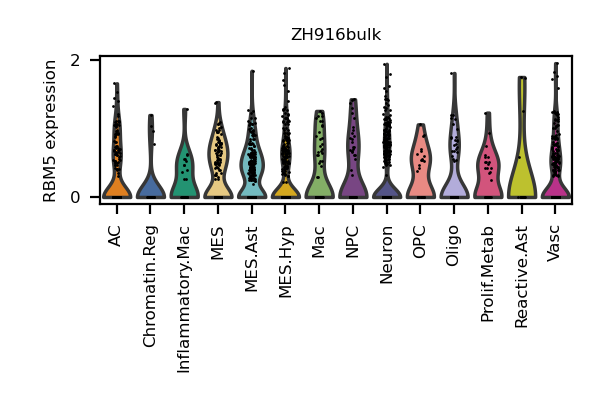 ZH916bulk
RBM5 expression
2
0
AC
Chromatin.Reg
Inflammatory.Mac
MES
MES.Ast
MES.Hyp
Mac
NPC
Neuron
OPC
Oligo
Prolif.Metab
Reactive.Ast
Vasc